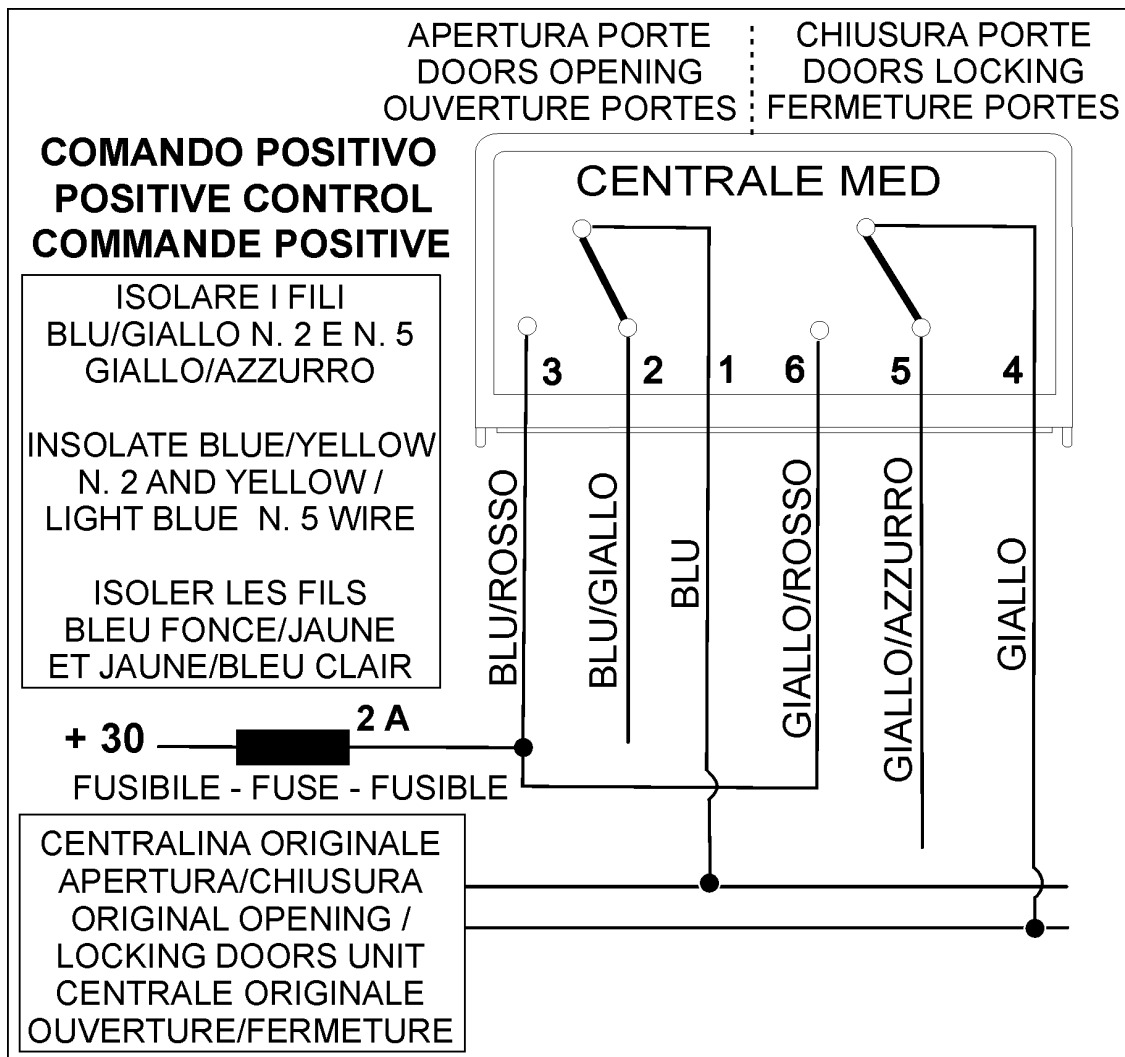 APERTURA PORTE
DOORS OPENING
OUVERTURE PORTES
CHIUSURA PORTE
DOORS LOCKING
FERMETURE PORTES
COMANDO POSITIVO
POSITIVE CONTROL
COMMANDE POSITIVE
CENTRALE MED
ISOLARE I FILI
BLU/GIALLO N. 2 E N. 5
GIALLO/AZZURRO
INSOLATE BLUE/YELLOW
N. 2 AND YELLOW /
LIGHT BLUE N. 5 WIRE
ISOLER LES FILS
BLEU FONCE/JAUNE
ET JAUNE/BLEU CLAIR
3 2 1 6 5 4
BLU/ROSSO
BLU/GIALLO
BLU
GIALLO/ROSSO
GIALLO/AZZURRO
GIALLO
+ 30
2 A
FUSIBILE - FUSE - FUSIBLE
CENTRALINA ORIGINALE
APERTURA/CHIUSURA
ORIGINAL OPENING /
LOCKING DOORS UNIT
CENTRALE ORIGINALE
OUVERTURE/FERMETURE